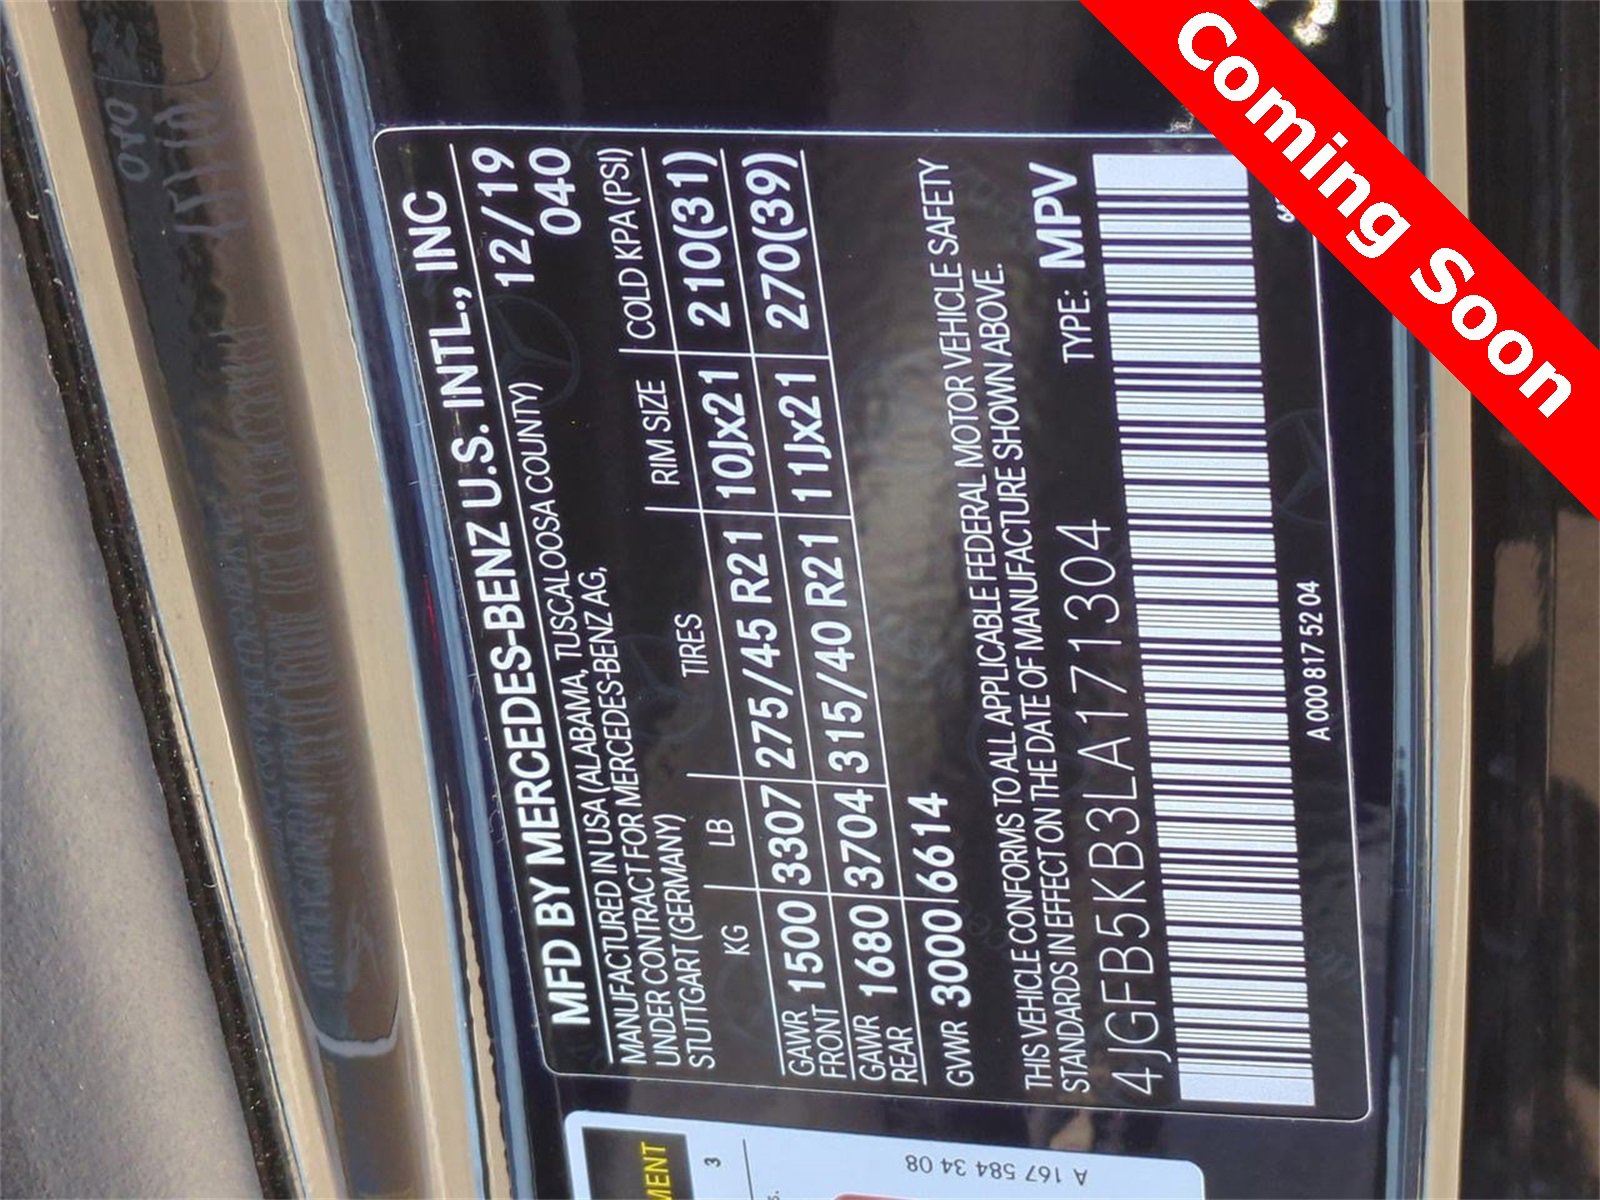 Coming Soon
MFD BY MERCEDES-BENZ U.S. INTL., INC
MANUFACTURED IN USA (ALABAMA, TUSCALOOSA COUNTY) 12/19
UNDER CONTRACT FOR MERCEDES-BENZ AG, 040
STUTTGART (GERMANY)
KG LB TIRES RIM SIZE COLD KPA (PSI)
GAWR FRONT 1500 3307 275/45 R21 10Jx21 210(31)
GAWR REAR 1680 3704 315/40 R21 11Jx21 270(39)
GVWR 3000 6614
THIS VEHICLE CONFORMS TO ALL APPLICABLE FEDERAL MOTOR VEHICLE SAFETY
STANDARDS IN EFFECT ON THE DATE OF MANUFACTURE SHOWN ABOVE.
4JGFB5KB3LA171304 TYPE: MPV
A 000 817 52 04
3
A 167 584 34 08